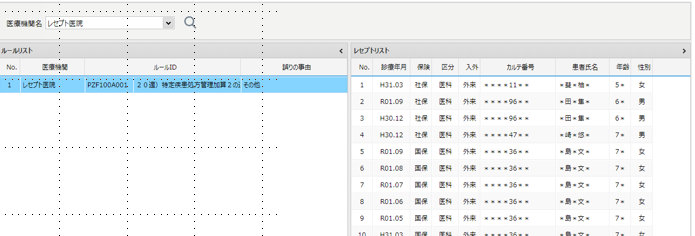 医療機関名 レセプト医院
ルールリスト
No. 医療機関 ルールID 誤りの事由
1 レセプト医院 PZF100A001 20週)特定疾患処方管理加算2の その他
レセプトリスト
No. 診療年月 保険 区分 入外 カルテ番号 患者氏名 年齢 性別
1 H31.03 社保 医科 外来 ****11** *髭*楢* 5* 女
2 R01.09 社保 医科 外来 ****96** *田*隼* 6* 男
3 H30.12 社保 医科 外来 ****96** *田*隼* 6* 男
4 H30.12 社保 医科 外来 ****47** *崎*悠* 7* 男
5 R01.09 国保 医科 外来 ****36** *島*文* 7* 女
6 R01.08 国保 医科 外来 ****36** *島*文* 7* 女
7 R01.07 国保 医科 外来 ****36** *島*文* 7* 女
8 R01.06 国保 医科 外来 ****36** *島*文* 7* 女
9 R01.05 国保 医科 外来 ****36** *島*文* 7* 女
10 H31.03 国保 医科 外来 ****36** *島*文* 7* 女